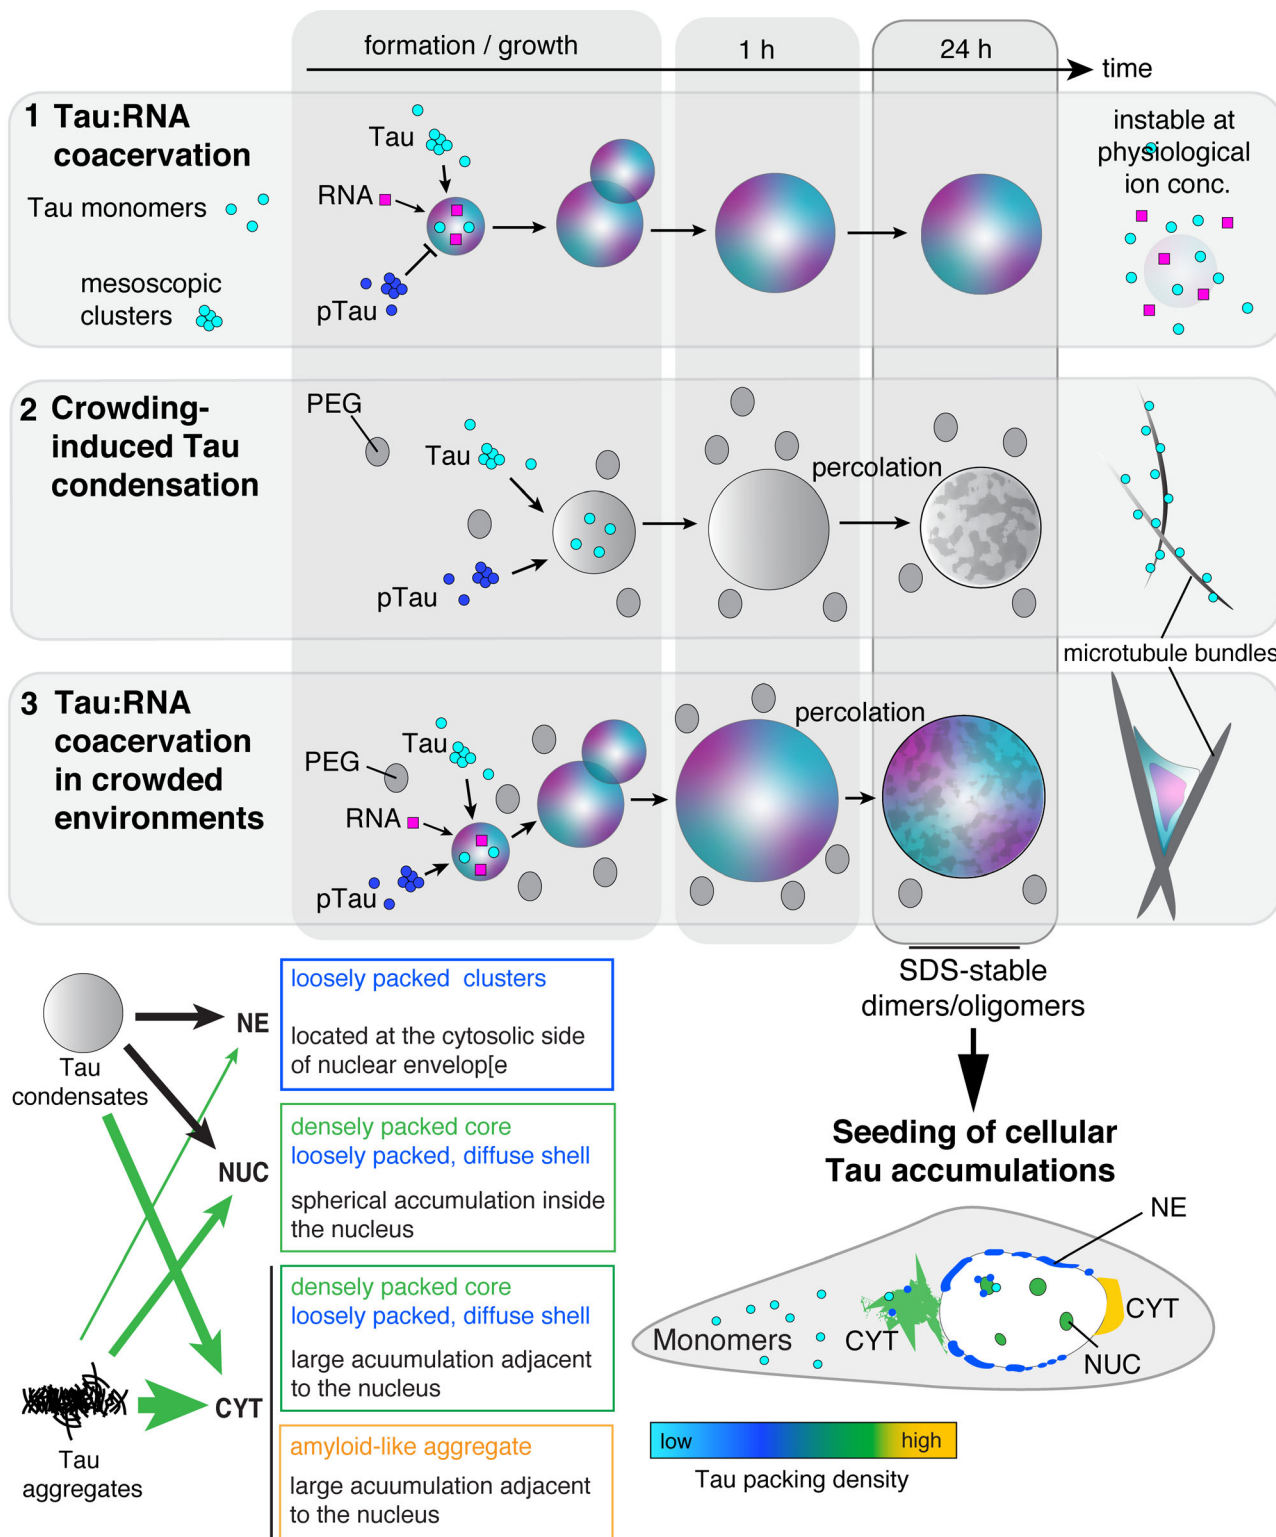 formation / growth
1 h
24 h
time
1 Tau:RNA
coacervation
Tau monomers
mesoscopic
clusters
Tau
RNA
pTau
instable at
physiological
ion conc.
2 Crowding-
induced Tau
condensation
PEG
Tau
pTau
percolation
microtubule bundles
3 Tau:RNA
coacervation
in crowded
environments
PEG
Tau
RNA
pTau
percolation
SDS-stable
dimers/oligomers
Seeding of cellular
Tau accumulations
Tau
condensates
NE
NUC
CYT
Tau
aggregates
loosely packed clusters
located at the cytosolic side
of nuclear envelop[e
densely packed core
loosely packed, diffuse shell
spherical accumulation inside
the nucleus
densely packed core
loosely packed, diffuse shell
large acuumulation adjacent
to the nucleus
amyloid-like aggregate
large acuumulation adjacent
to the nucleus
NE
Monomers
CYT
CYT
NUC
low
high
Tau packing density